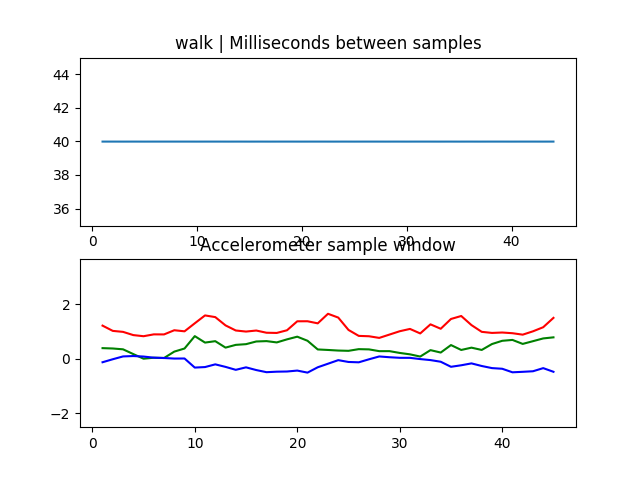 walk | Milliseconds between samples
44
42
40
38
36
0 10 20 30 40
Accelerometer sample window
2
0
−2
0 10 20 30 40